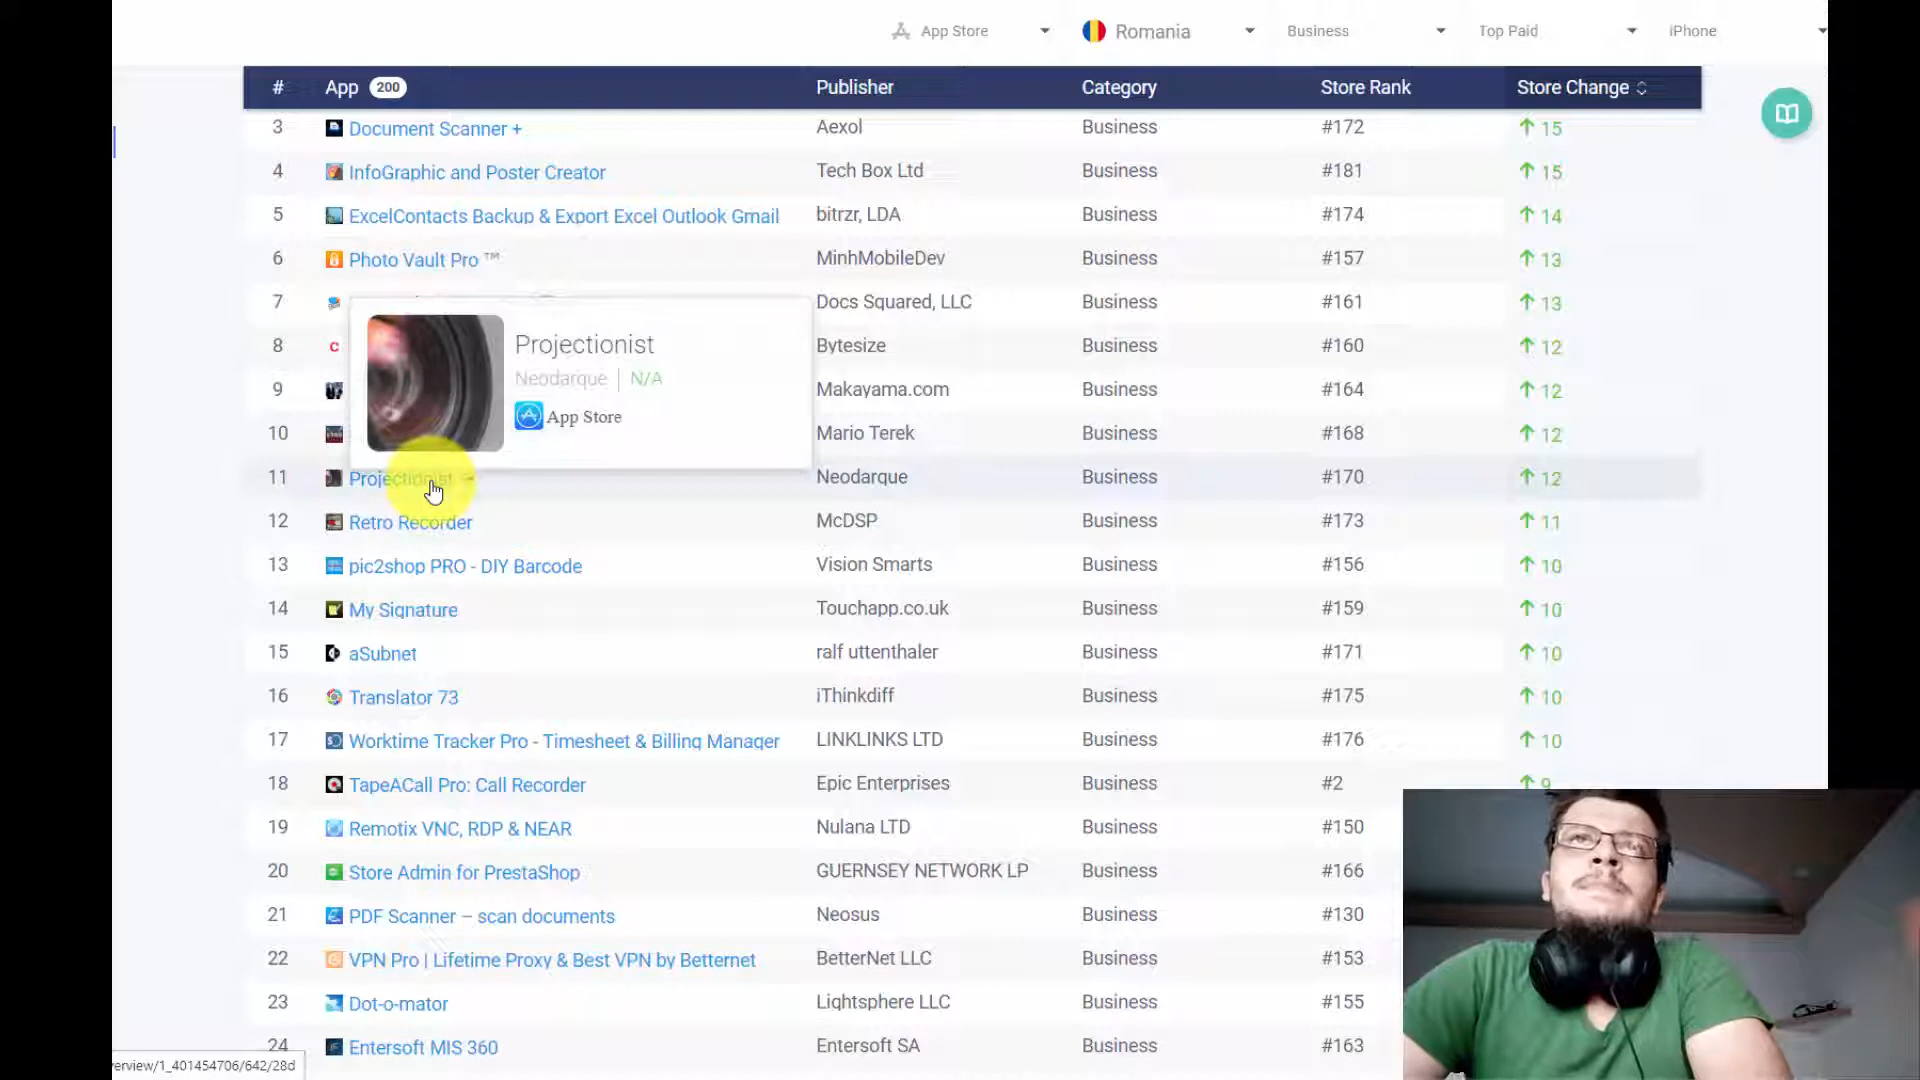 App Store Romania Business Top Paid iPhone
# App 200 Publisher Category Store Rank Store Change
3 Document Scanner + Aexol Business #172 ↑ 15
4 InfoGraphic and Poster Creator Tech Box Ltd Business #181 ↑ 15
5 ExcelContacts Backup & Export Excel Outlook Gmail bitrzr, LDA Business #174 ↑ 14
6 Photo Vault Pro ™ MinhMobileDev Business #157 ↑ 13
7 Docs Squared, LLC Business #161 ↑ 13
Projectionist
8 Bytesize Business #160 ↑ 12
Neodarque | N/A
9 Makayama.com Business #164 ↑ 12
App Store
10 Mario Terek Business #168 ↑ 12
11 Projectionist Neodarque Business #170 ↑ 12
12 Retro Recorder McDSP Business #173 ↑ 11
13 pic2shop PRO - DIY Barcode Vision Smarts Business #156 ↑ 10
14 My Signature Touchapp.co.uk Business #159 ↑ 10
15 aSubnet ralf uttenthaler Business #171 ↑ 10
16 Translator 73 iThinkdiff Business #175 ↑ 10
17 Worktime Tracker Pro - Timesheet & Billing Manager LINKLINKS LTD Business #176 ↑ 10
18 TapeACall Pro: Call Recorder Epic Enterprises Business #2 ↑ 9
19 Remotix VNC, RDP & NEAR Nulana LTD Business #150
20 Store Admin for PrestaShop GUERNSEY NETWORK LP Business #166
21 PDF Scanner – scan documents Neosus Business #130
22 VPN Pro | Lifetime Proxy & Best VPN by Betternet BetterNet LLC Business #153
23 Dot-o-mator Lightsphere LLC Business #155
24 Entersoft MIS 360 Entersoft SA Business #163
verview/1_401454706/642/28d